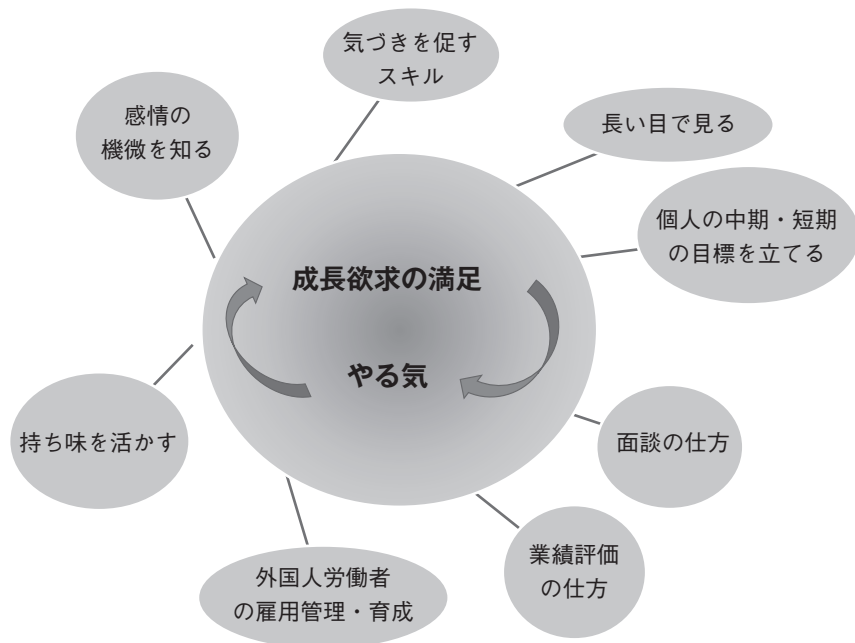 気づきを促す
スキル
感情の
機微を知る
長い目で見る
個人の中期・短期
の目標を立てる
成長欲求の満足
やる気
持ち味を活かす
面談の仕方
業績評価
の仕方
外国人労働者
の雇用管理・育成